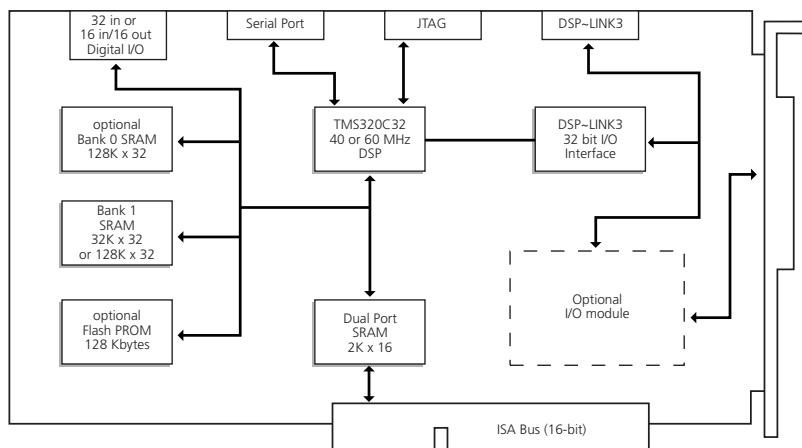 32 in or
16 in/16 out
Digital I/O
Serial Port
JTAG
DSP~LINK3
optional
Bank 0 SRAM
128K x 32
TMS320C32
40 or 60 MHz
DSP
DSP~LINK3
32 bit I/O
Interface
Bank 1
SRAM
32K x 32
or 128K x 32
optional
Flash PROM
128 Kbytes
Dual Port
SRAM
2K x 16
Optional
I/O module
ISA Bus (16-bit)